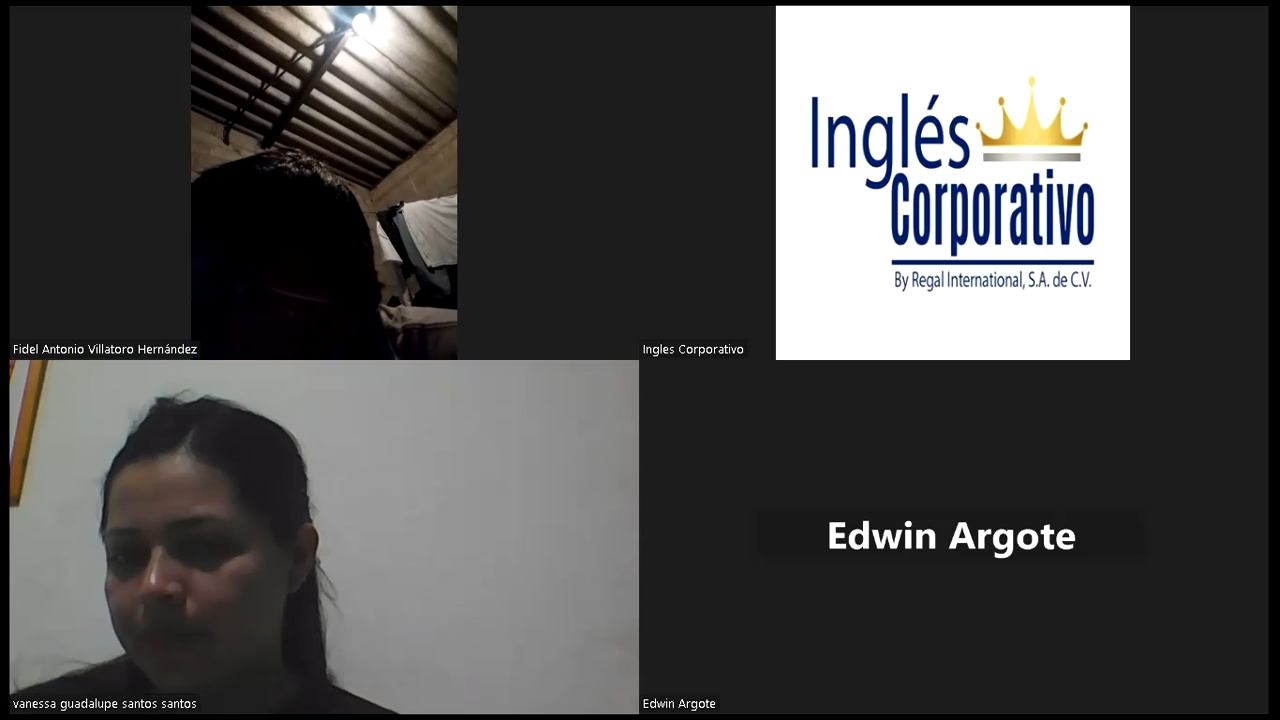 Inglés
Corporativo
By Regal International, S.A. de C.V.
Fidel Antonio Villatoro Hernández
Ingles Corporativo
Edwin Argote
vanessa guadalupe santos santos
Edwin Argote